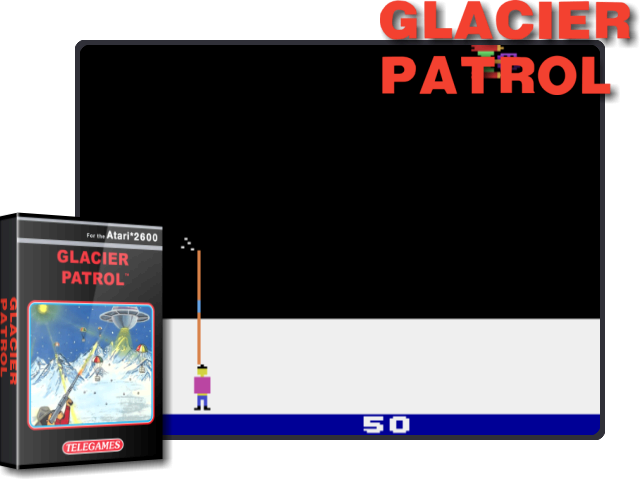 GLACIER
PATROL
For the Atari®2600
GLACIER
PATROL™
GLACIER
PATROL
TELEGAMES
50